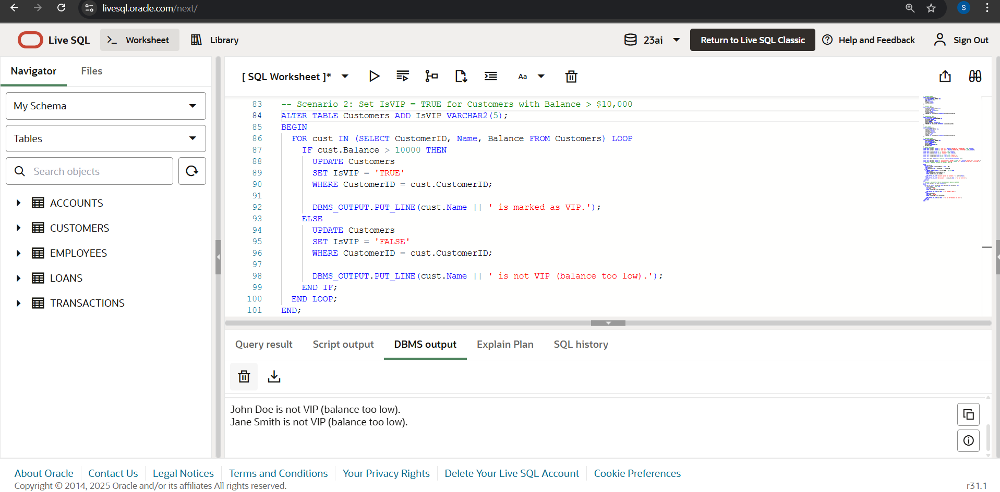 livesql.oracle.com/next/
S
Live SQL
>_ Worksheet
Library
23ai
Return to Live SQL Classic
Help and Feedback
Sign Out
Navigator
Files
My Schema
Tables
Search objects
ACCOUNTS
CUSTOMERS
EMPLOYEES
LOANS
TRANSACTIONS
[ SQL Worksheet ]*
Aa
83 -- Scenario 2: Set IsVIP = TRUE for Customers with Balance > $10,000
84 ALTER TABLE Customers ADD IsVIP VARCHAR2(5);
85 BEGIN
86 FOR cust IN (SELECT CustomerID, Name, Balance FROM Customers) LOOP
87 IF cust.Balance > 10000 THEN
88 UPDATE Customers
89 SET IsVIP = 'TRUE'
90 WHERE CustomerID = cust.CustomerID;
91
92 DBMS_OUTPUT.PUT_LINE(cust.Name || ' is marked as VIP.');
93 ELSE
94 UPDATE Customers
95 SET IsVIP = 'FALSE'
96 WHERE CustomerID = cust.CustomerID;
97
98 DBMS_OUTPUT.PUT_LINE(cust.Name || ' is not VIP (balance too low).');
99 END IF;
100 END LOOP;
101 END;
Query result
Script output
DBMS output
Explain Plan
SQL history
John Doe is not VIP (balance too low).
Jane Smith is not VIP (balance too low).
About Oracle
Contact Us
Legal Notices
Terms and Conditions
Your Privacy Rights
Delete Your Live SQL Account
Cookie Preferences
Copyright © 2014, 2025 Oracle and/or its affiliates All rights reserved.
r31.1